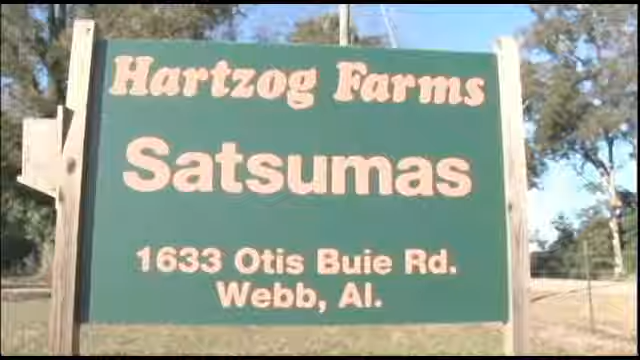 Hartzog Farms
Satsumas
1633 Otis Buie Rd.
Webb, Al.